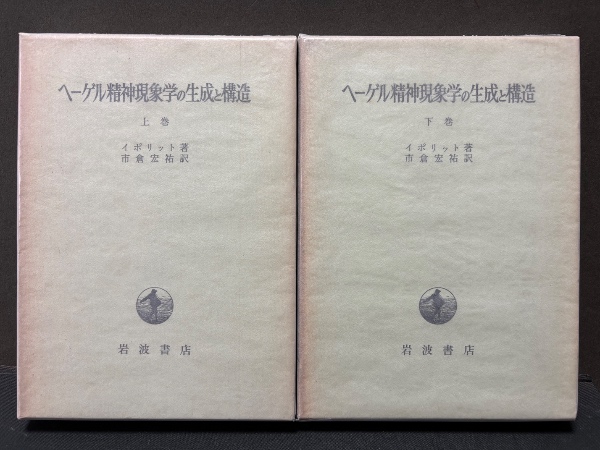 ヘーゲル精神現象学の生成と構造
上巻
イポリット著
市倉宏祐訳
岩波書店
ヘーゲル精神現象学の生成と構造
下巻
イポリット著
市倉宏祐訳
岩波書店